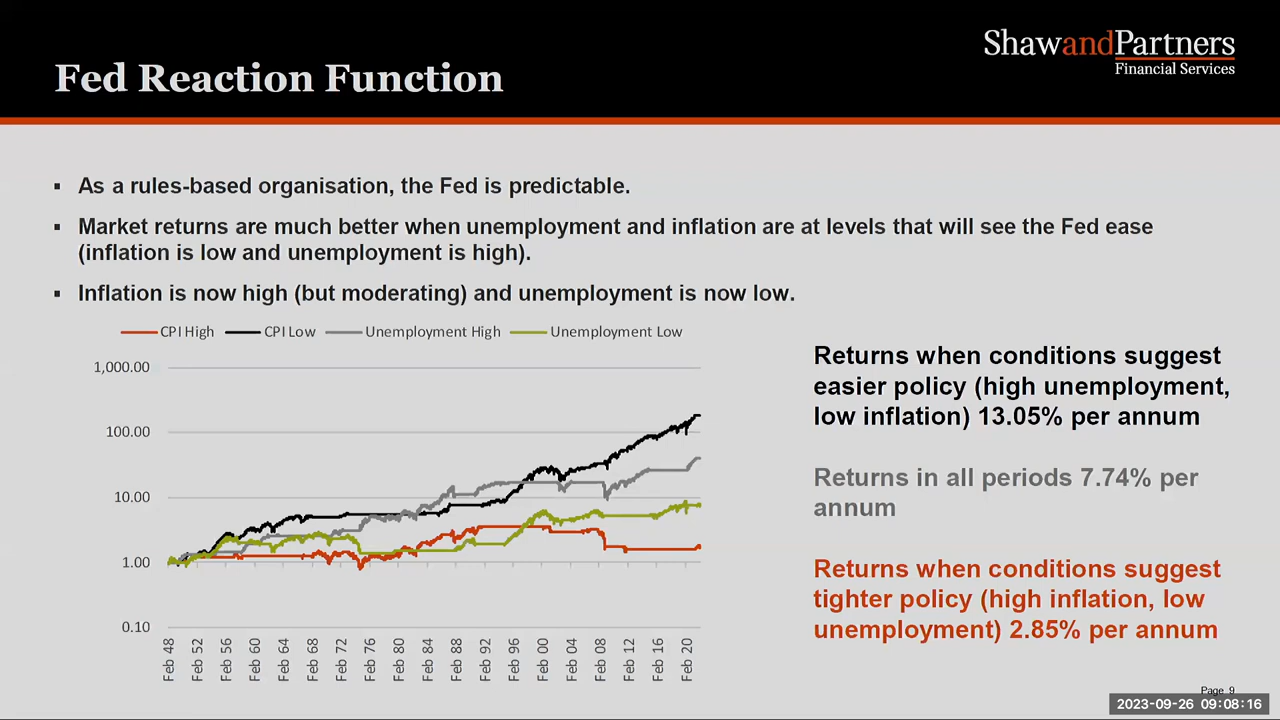 Fed Reaction Function
ShawandPartners
Financial Services
▪ As a rules-based organisation, the Fed is predictable.
▪ Market returns are much better when unemployment and inflation are at levels that will see the Fed ease
(inflation is low and unemployment is high).
▪ Inflation is now high (but moderating) and unemployment is now low.
CPI High CPI Low Unemployment High Unemployment Low
1,000.00
100.00
10.00
1.00
0.10
Feb 48 Feb 52 Feb 56 Feb 60 Feb 64 Feb 68 Feb 72 Feb 76 Feb 80 Feb 84 Feb 88 Feb 92 Feb 96 Feb 00 Feb 04 Feb 08 Feb 12 Feb 16 Feb 20
Returns when conditions suggest
easier policy (high unemployment,
low inflation) 13.05% per annum
Returns in all periods 7.74% per
annum
Returns when conditions suggest
tighter policy (high inflation, low
unemployment) 2.85% per annum
Page 9
2023-09-26 09:08:16